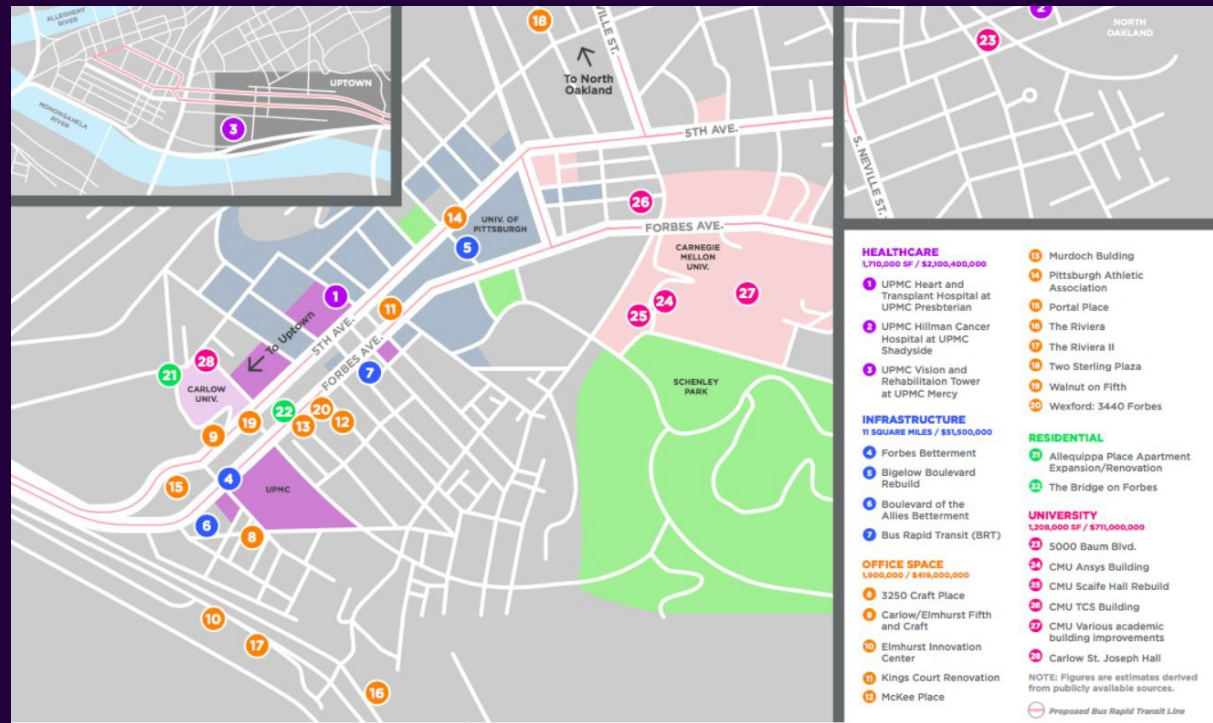 ALLEGHENY
RIVER
MONONGAHELA
RIVER
UPTOWN
3
18
NEVILLE ST.
To North
Oakland
5TH AVE.
2
23
NORTH
OAKLAND
S. NEVILLE ST.
14
UNIV. OF
PITTSBURGH
5
26
FORBES AVE.
CARNEGIE
MELLON
UNIV.
24
25
27
1
11
To Uptown
5TH AVE.
FORBES AVE.
28
21
CARLOW
UNIV.
7
SCHENLEY
PARK
22
20
19
13
12
9
15
4
UPMC
6
8
10
17
16
HEALTHCARE
1,710,000 SF / $2,100,400,000
1 UPMC Heart and
Transplant Hospital at
UPMC Presbterian
2 UPMC Hillman Cancer
Hospital at UPMC
Shadyside
3 UPMC Vision and
Rehabilitaion Tower
at UPMC Mercy
INFRASTRUCTURE
11 SQUARE MILES / $51,500,000
4 Forbes Betterment
5 Bigelow Boulevard
Rebuild
6 Boulevard of the
Allies Betterment
7 Bus Rapid Transit (BRT)
OFFICE SPACE
1,900,000 / $419,000,000
8 3250 Craft Place
9 Carlow/Elmhurst Fifth
and Craft
10 Elmhurst Innovation
Center
11 Kings Court Renovation
12 McKee Place
13 Murdoch Bulding
14 Pittsburgh Athletic
Association
15 Portal Place
16 The Riviera
17 The Riviera II
18 Two Sterling Plaza
19 Walnut on Fifth
20 Wexford: 3440 Forbes
RESIDENTIAL
21 Allequippa Place Apartment
Expansion/Renovation
22 The Bridge on Forbes
UNIVERSITY
1,208,000 SF / $711,000,000
23 5000 Baum Blvd.
24 CMU Ansys Building
25 CMU Scaife Hall Rebuild
26 CMU TCS Building
27 CMU Various academic
building improvements
28 Carlow St. Joseph Hall
NOTE: Figures are estimates derived
from publicly available sources.
Proposed Bus Rapid Transit Line